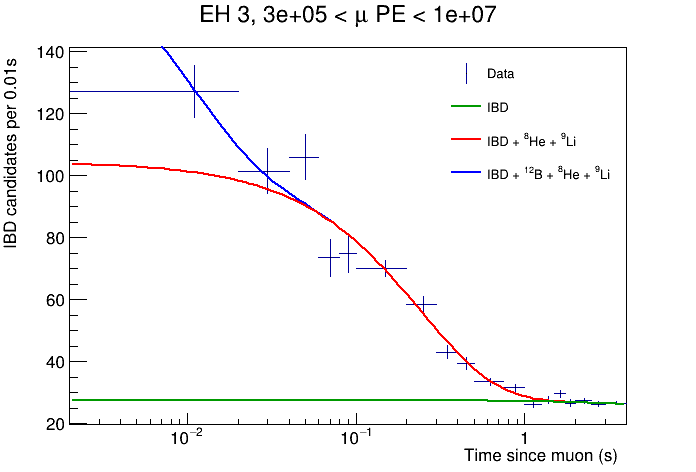 EH 3, 3e+05 < μ PE < 1e+07
IBD candidates per 0.01s
140
120
100
80
60
40
20
Data
IBD
IBD + ⁸He + ⁹Li
IBD + ¹²B + ⁸He + ⁹Li
10⁻² 10⁻¹ 1
Time since muon (s)